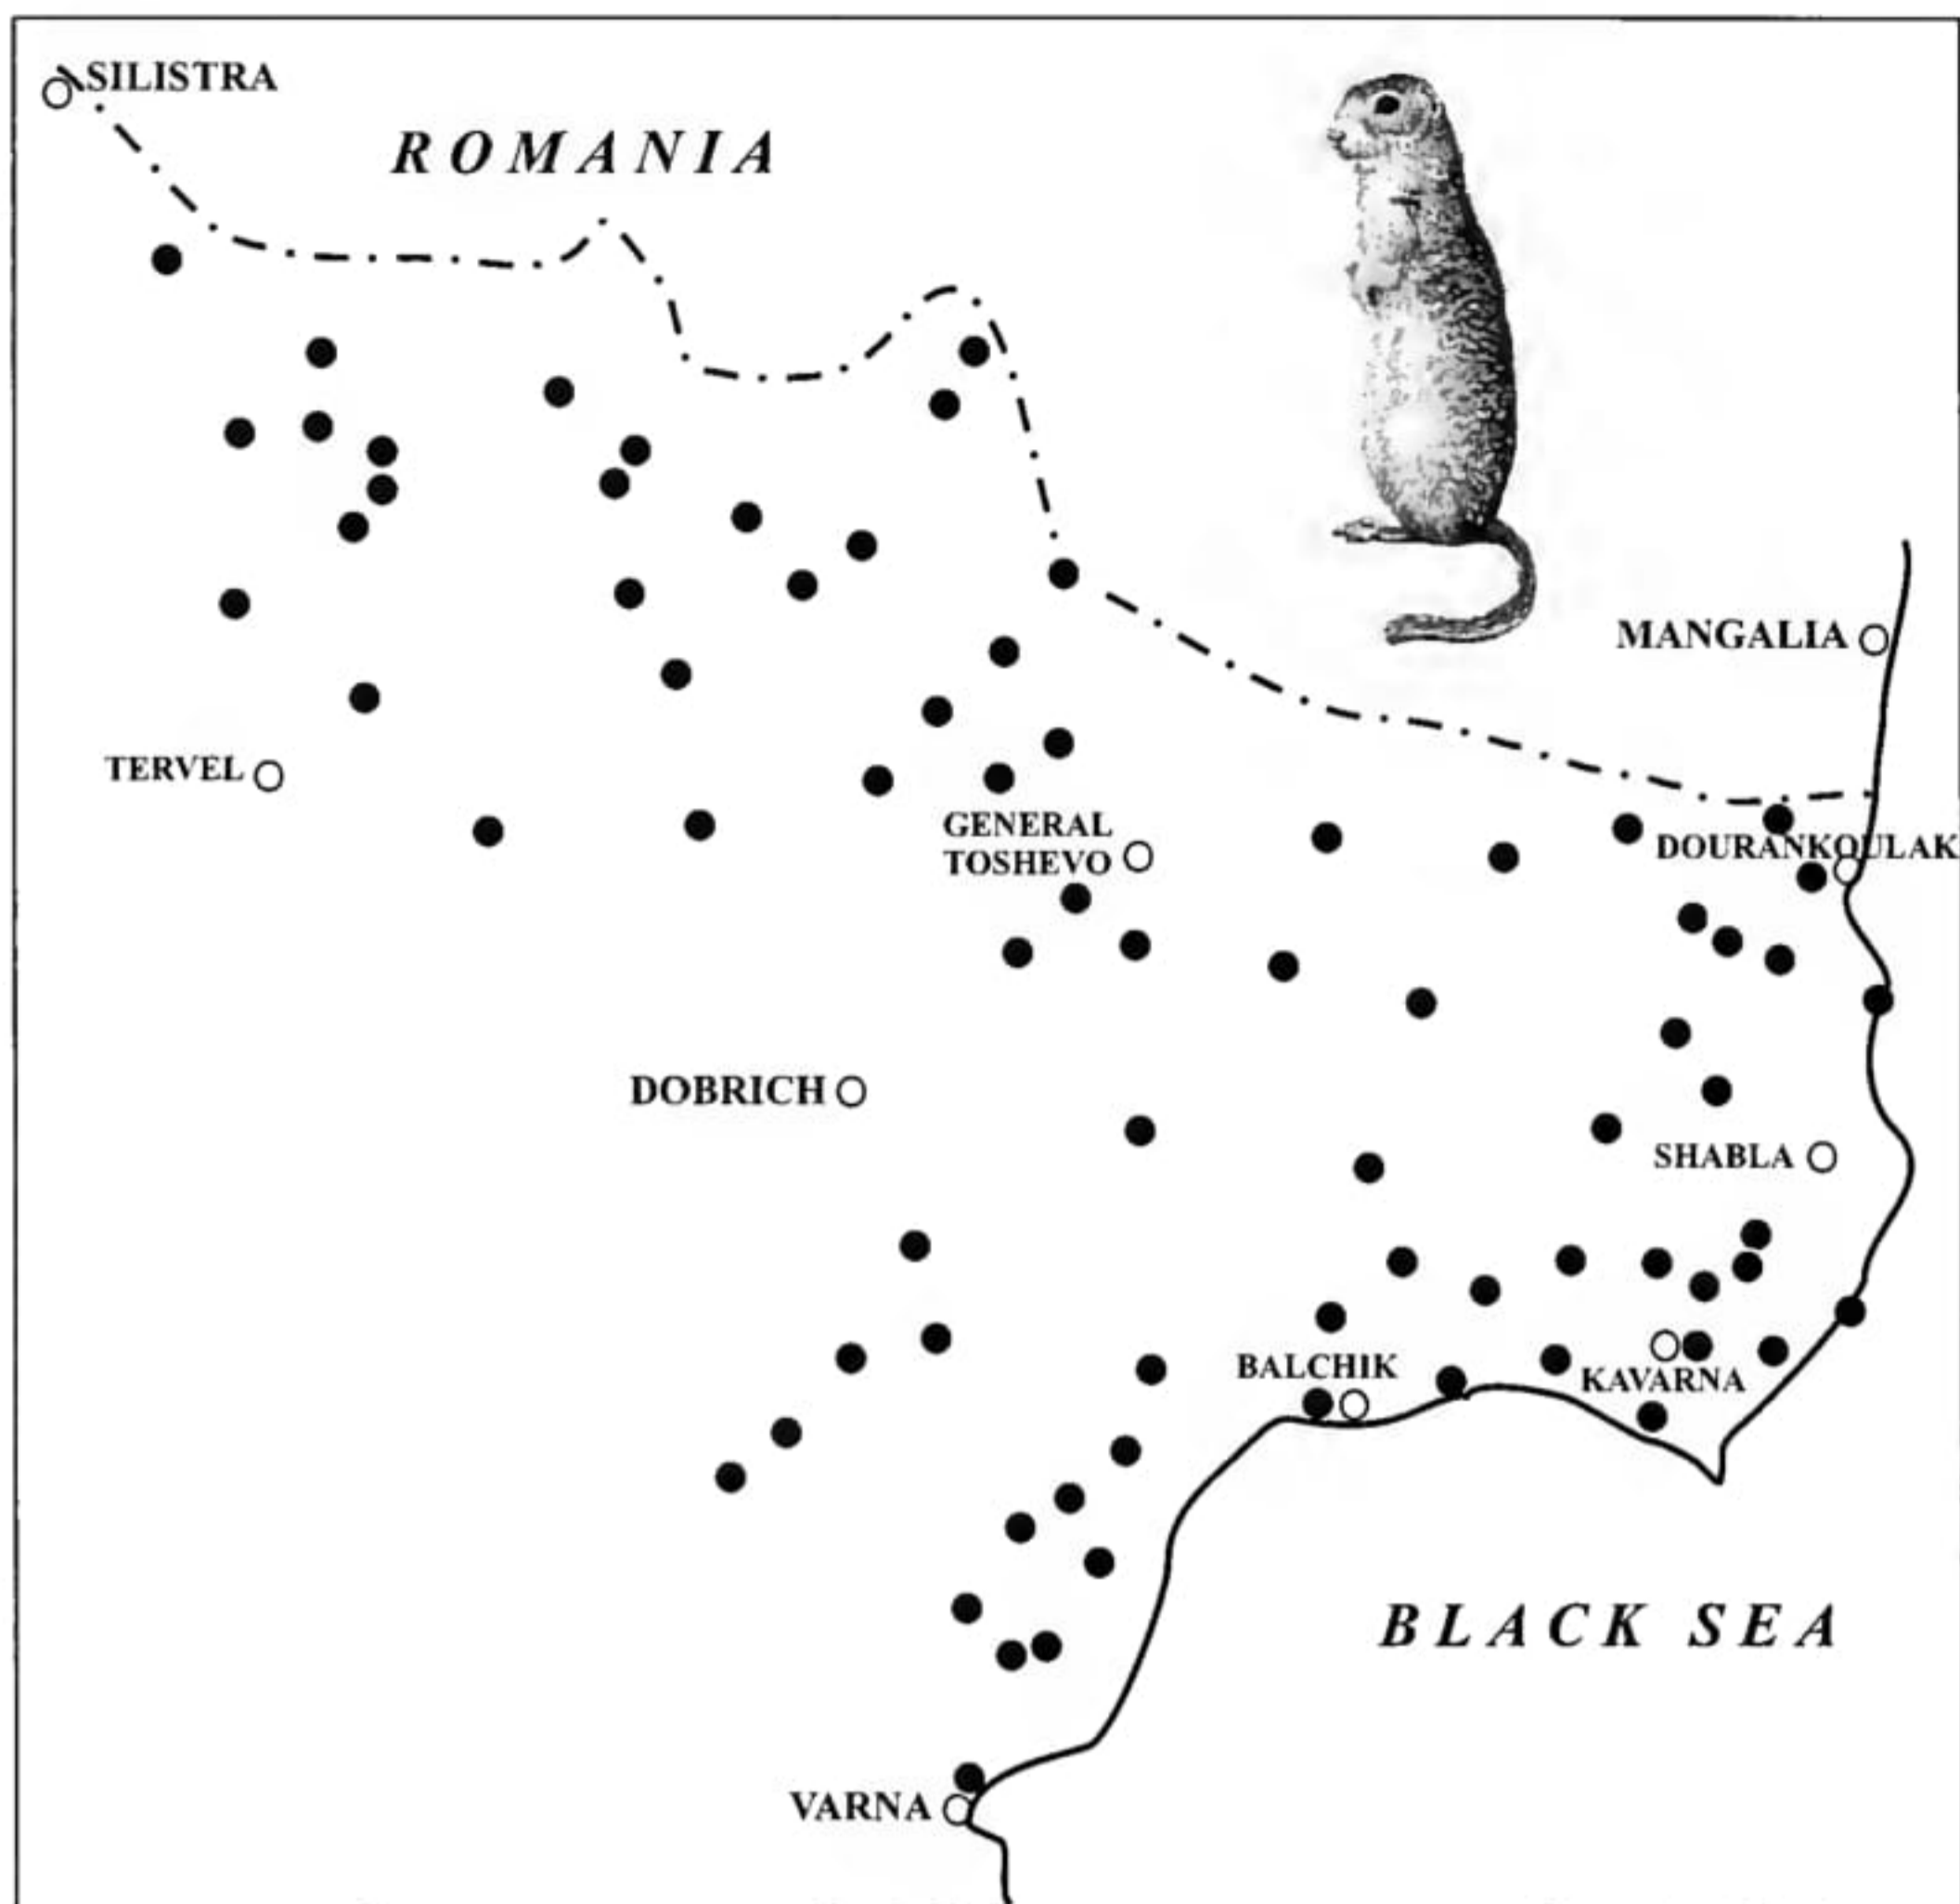 SILISTRA
ROMANIA
MANGALIA
TERVEL
GENERAL
TOSHEVO
DOURANKOULAK
DOBRICH
SHABLA
BALCHIK
KAVARNA
BLACK SEA
VARNA